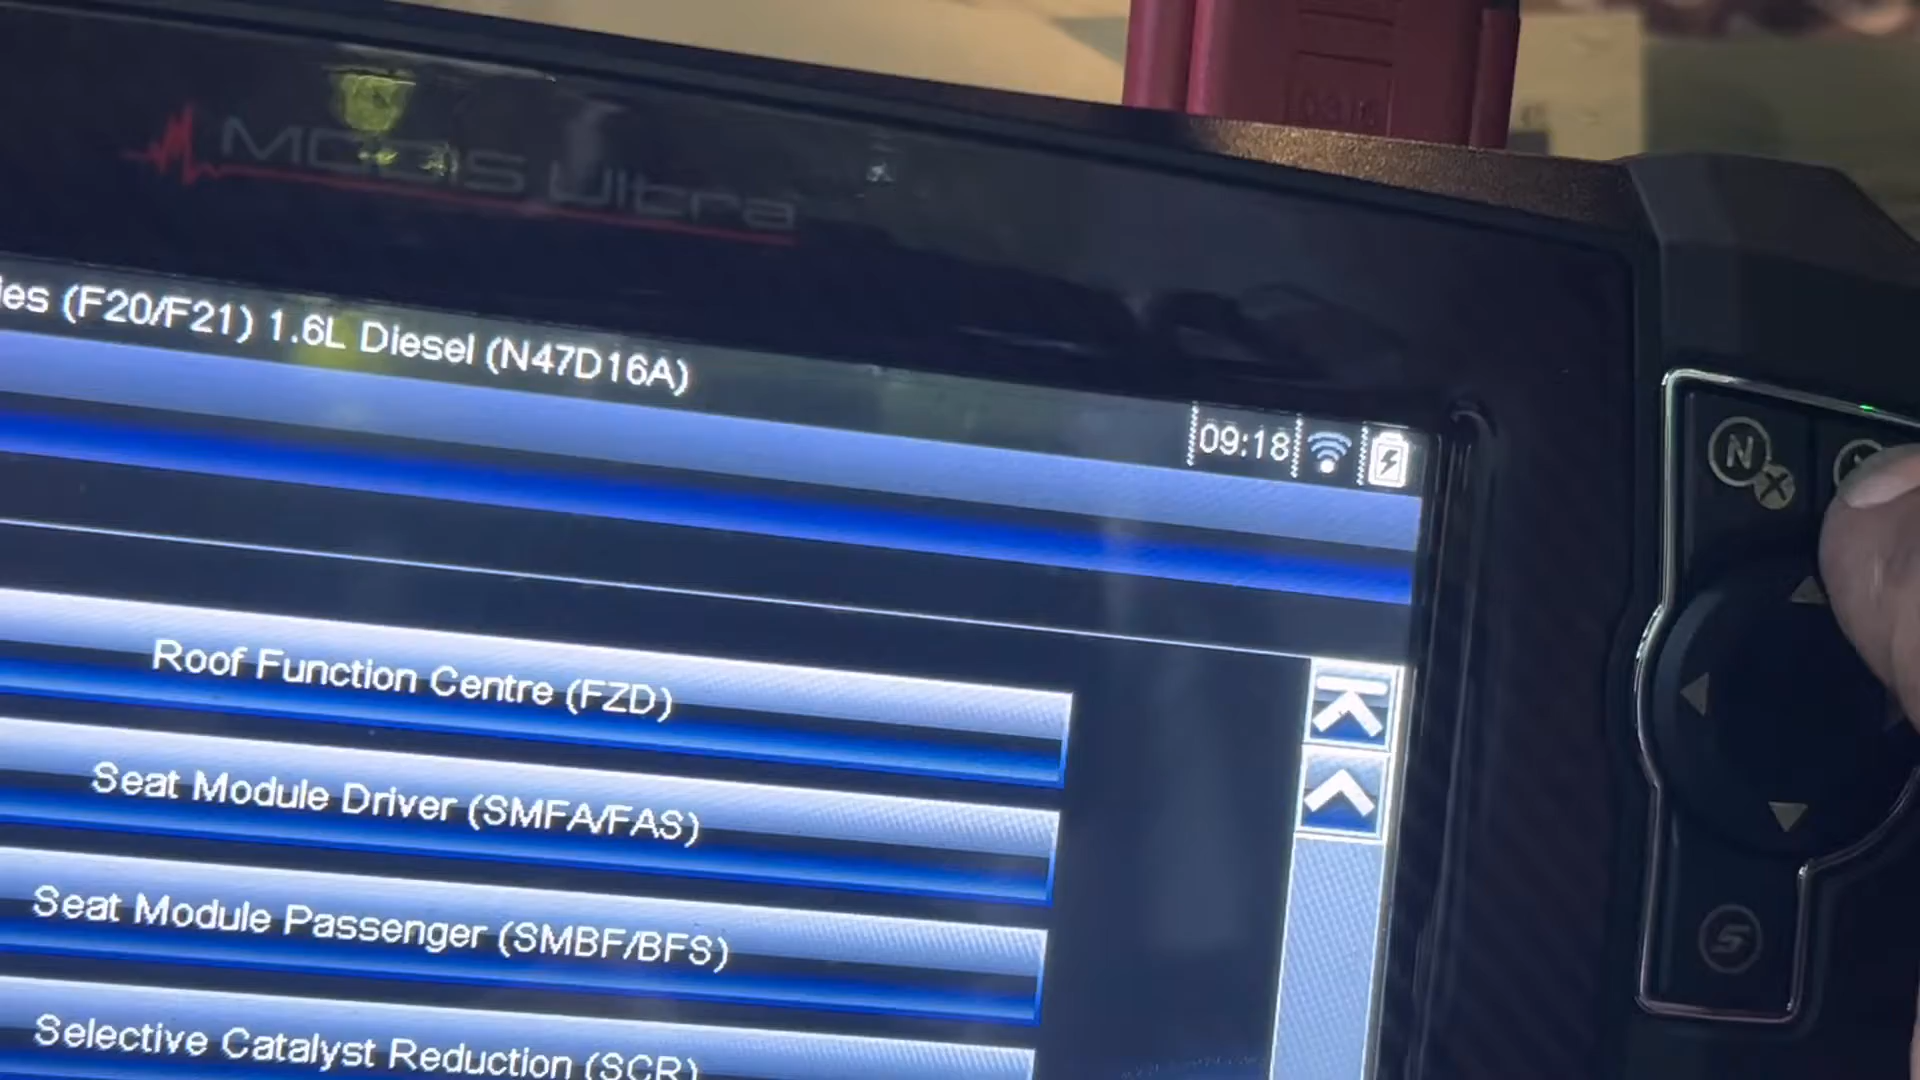 MODIS Ultra
ies (F20/F21) 1.6L Diesel (N47D16A)
09:18
N
Roof Function Centre (FZD)
Seat Module Driver (SMFA/FAS)
Seat Module Passenger (SMBF/BFS)
Selective Catalyst Reduction (SCR)
S